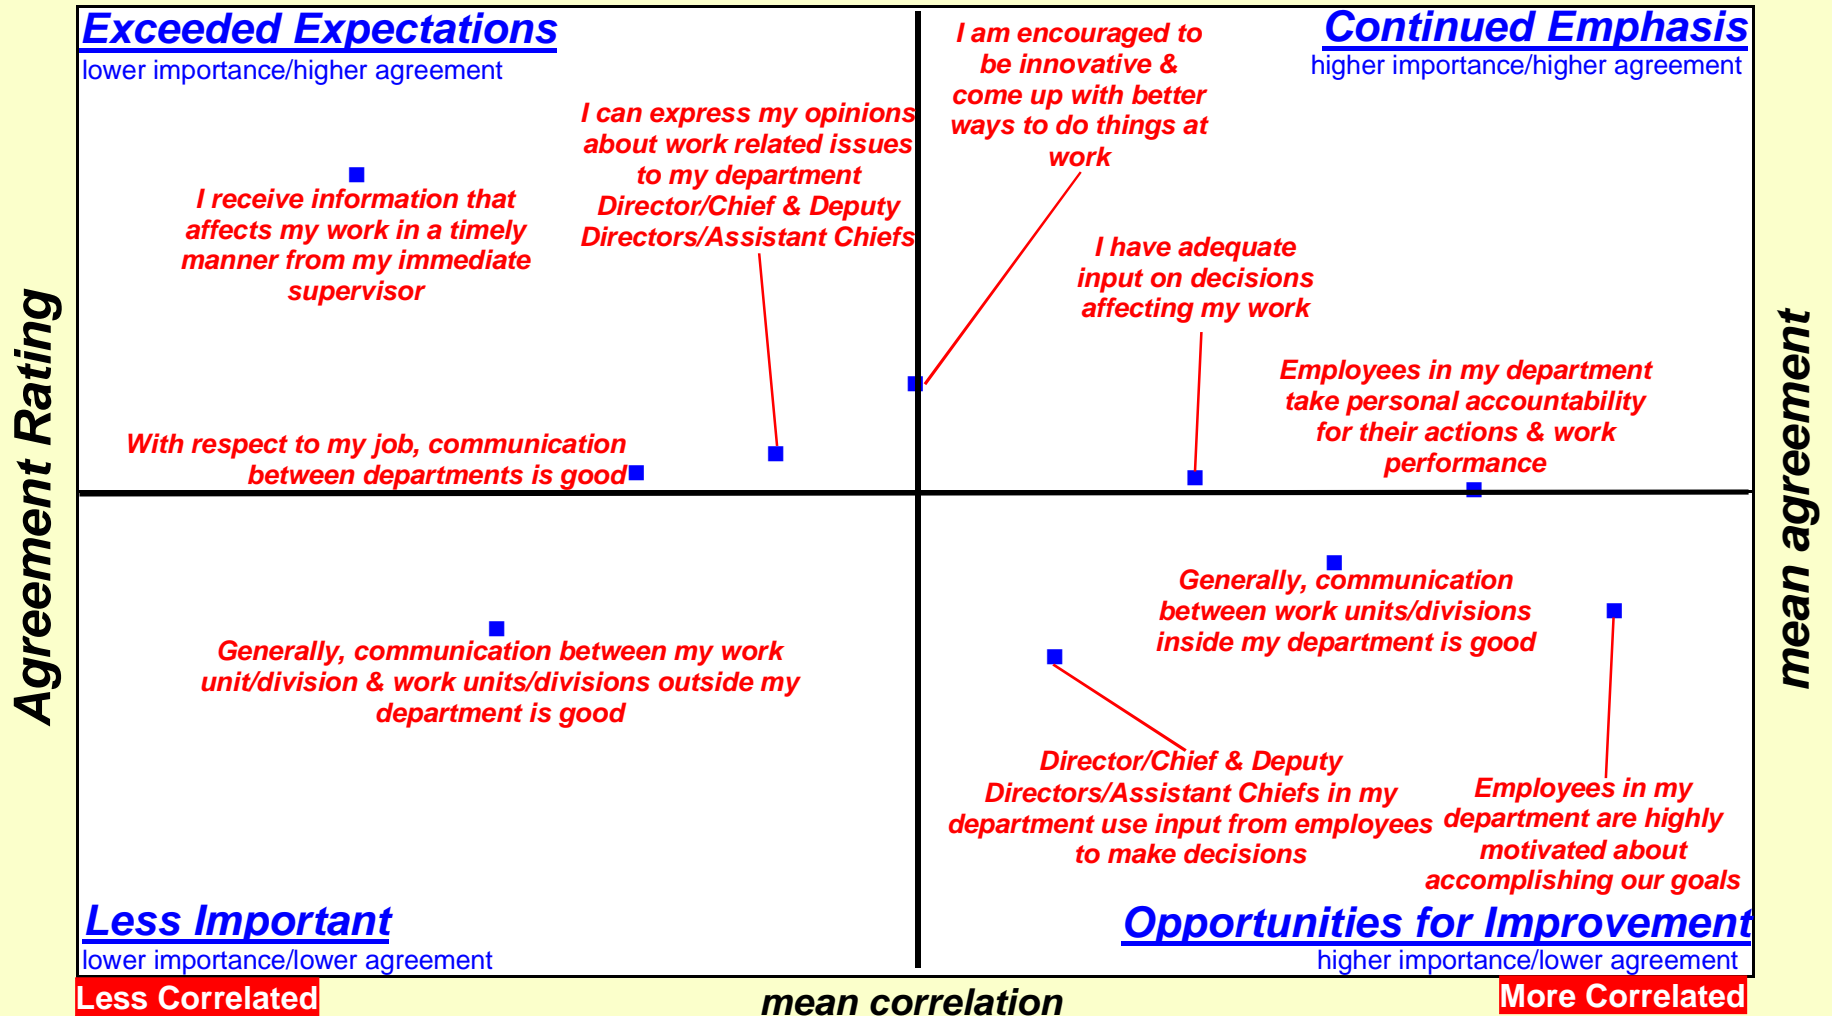 Exceeded Expectations
lower importance/higher agreement
Continued Emphasis
higher importance/higher agreement
I am encouraged to
be innovative &
come up with better
ways to do things at
work
I can express my opinions
about work related issues
to my department
Director/Chief & Deputy
Directors/Assistant Chiefs
I receive information that
affects my work in a timely
manner from my immediate
supervisor
I have adequate
input on decisions
affecting my work
Employees in my department
take personal accountability
for their actions & work
performance
With respect to my job, communication
between departments is good
Agreement Rating
mean agreement
Generally, communication
between work units/divisions
inside my department is good
Generally, communication between my work
unit/division & work units/divisions outside my
department is good
Director/Chief & Deputy
Directors/Assistant Chiefs in my
department use input from employees
to make decisions
Employees in my
department are highly
motivated about
accomplishing our goals
Less Important
lower importance/lower agreement
Opportunities for Improvement
higher importance/lower agreement
Less Correlated
mean correlation
More Correlated